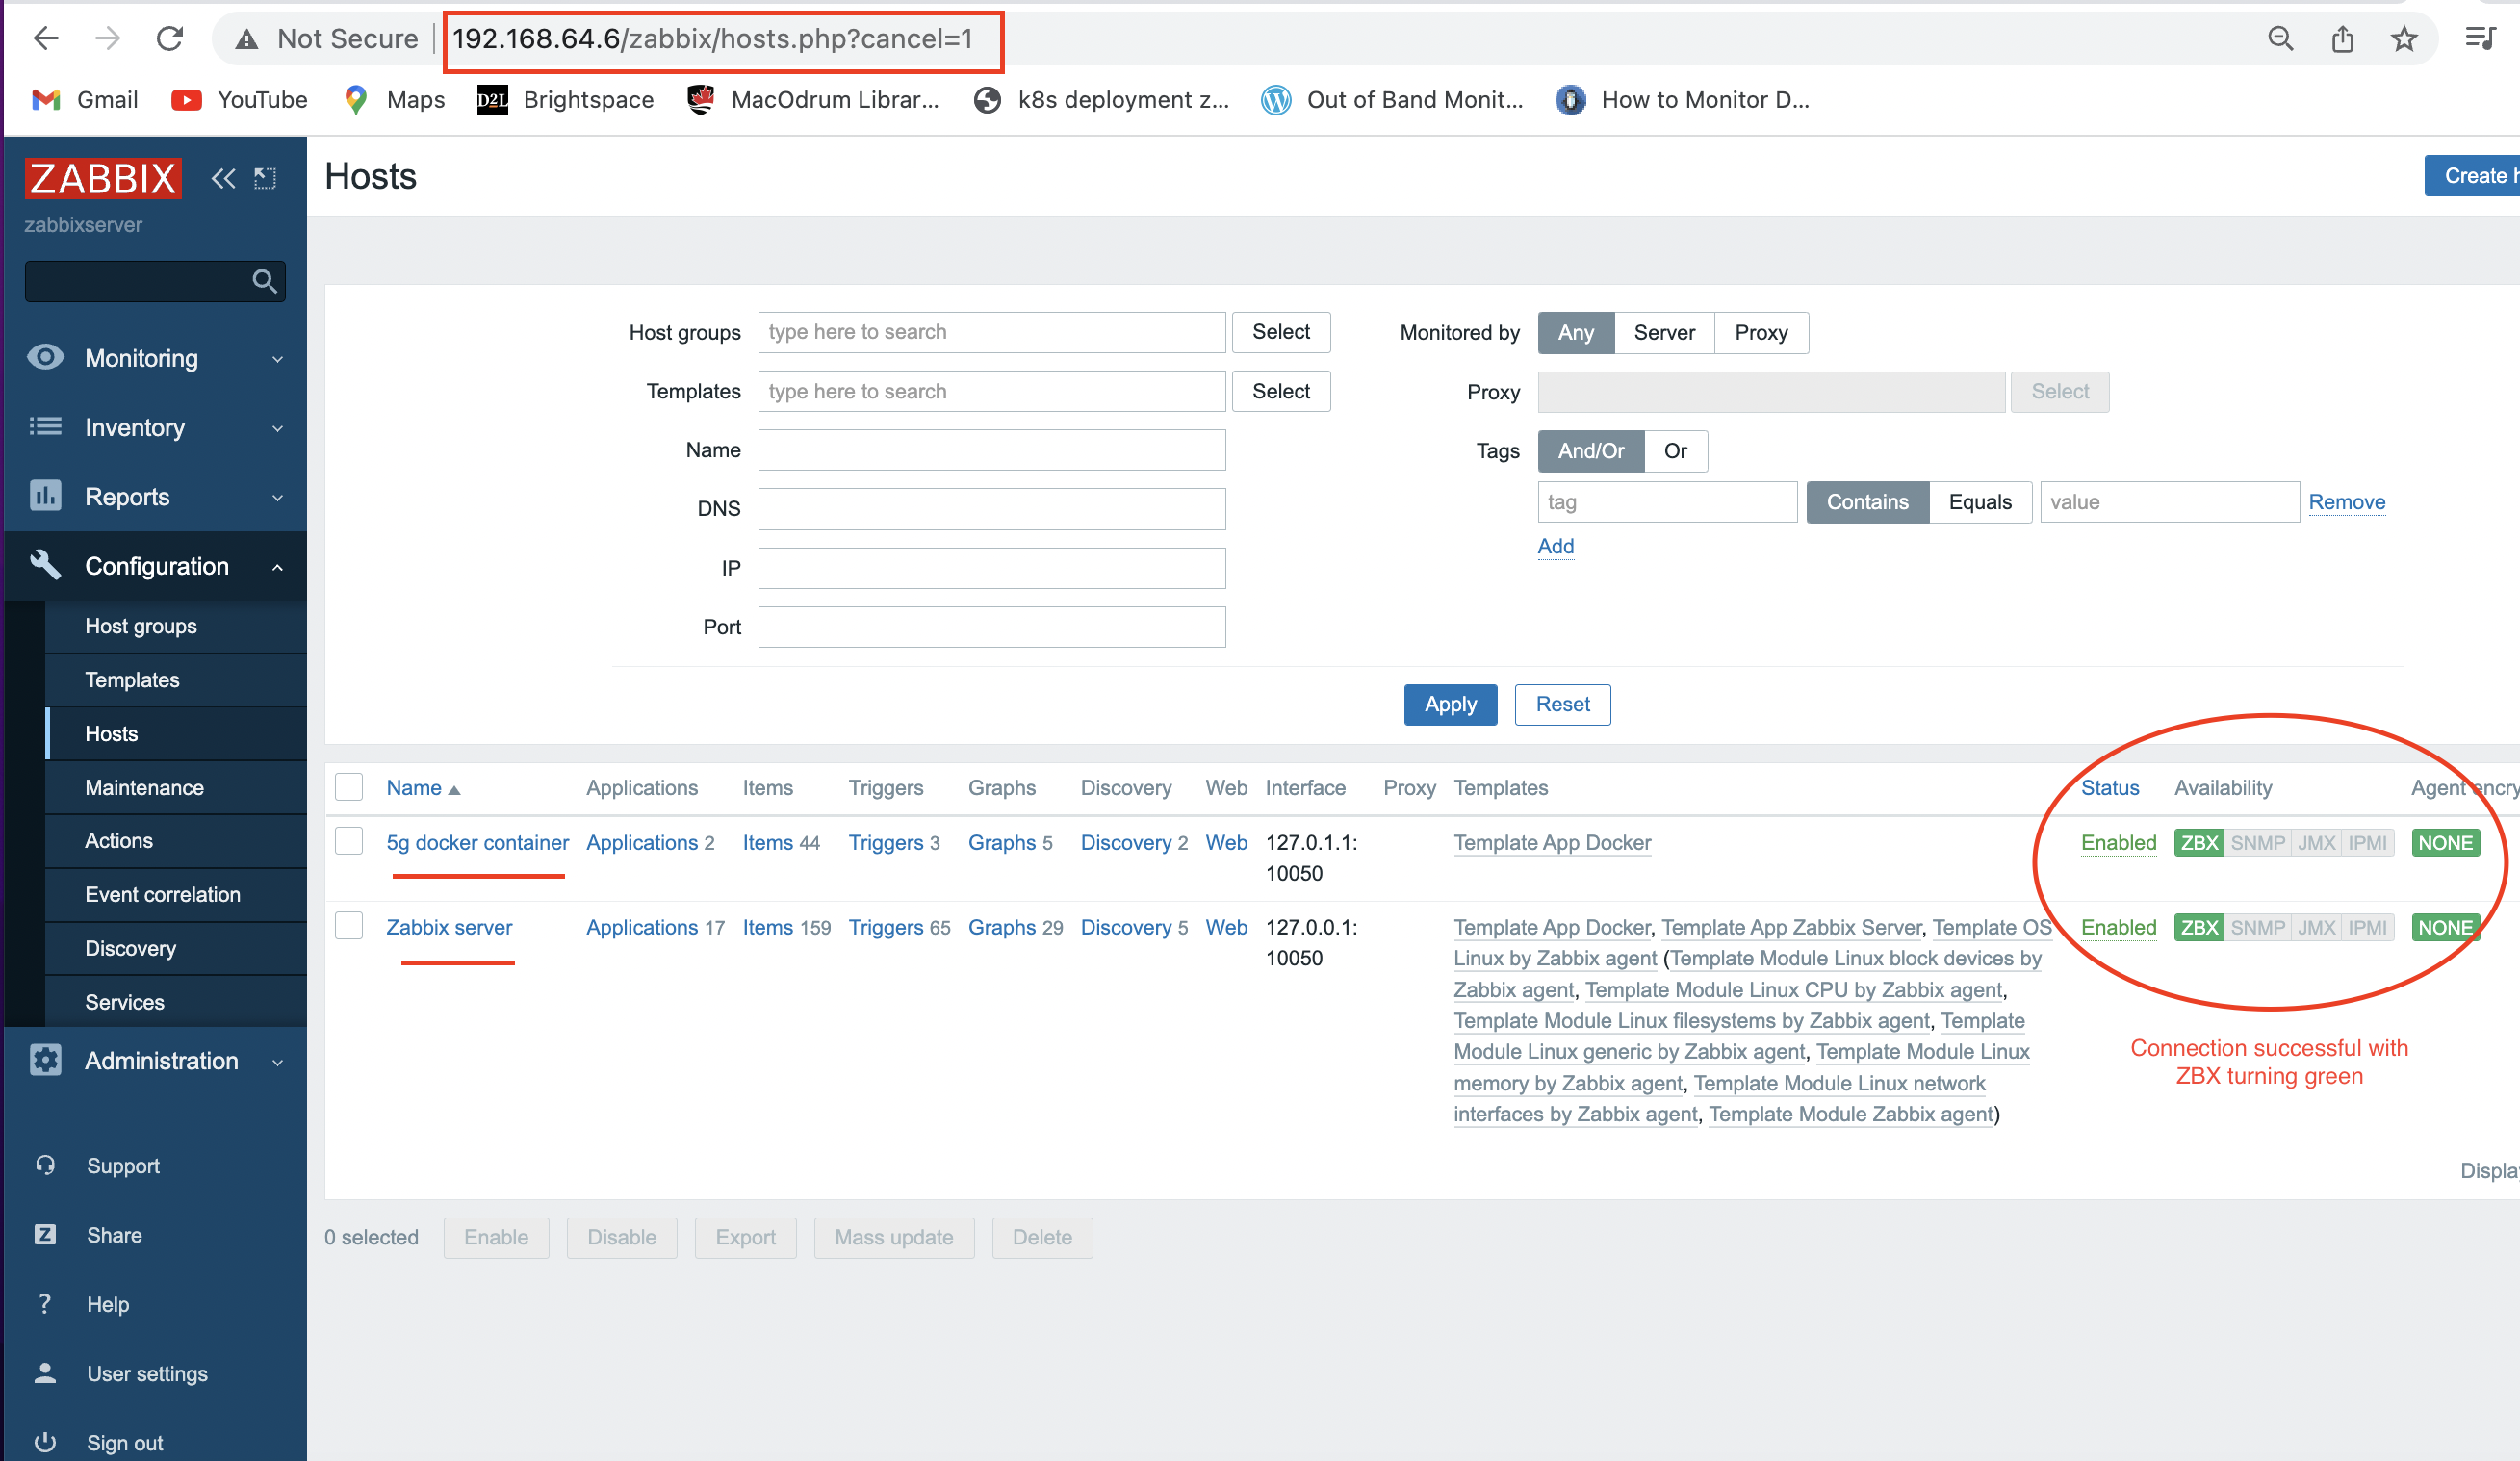 Not Secure 192.168.64.6/zabbix/hosts.php?cancel=1
Gmail YouTube Maps D2L Brightspace MacOdrum Librar... k8s deployment z... Out of Band Monit... How to Monitor D...
ZABBIX
zabbixserver
Monitoring
Inventory
Reports
Configuration
Host groups
Templates
Hosts
Maintenance
Actions
Event correlation
Discovery
Services
Administration
Support
Share
Help
User settings
Sign out
Hosts
Create h
Host groups type here to search Select
Templates type here to search Select
Name
DNS
IP
Port
Monitored by Any Server Proxy
Proxy Select
Tags And/Or Or
tag Contains Equals value Remove
Add
Apply Reset
Name Applications Items Triggers Graphs Discovery Web Interface Proxy Templates Status Availability Agent encry
5g docker container Applications 2 Items 44 Triggers 3 Graphs 5 Discovery 2 Web 127.0.1.1: Template App Docker Enabled ZBX SNMP JMX IPMI NONE
10050
Zabbix server Applications 17 Items 159 Triggers 65 Graphs 29 Discovery 5 Web 127.0.0.1: Template App Docker, Template App Zabbix Server, Template OS Enabled ZBX SNMP JMX IPMI NONE
10050 Linux by Zabbix agent (Template Module Linux block devices by
Zabbix agent, Template Module Linux CPU by Zabbix agent,
Template Module Linux filesystems by Zabbix agent, Template
Module Linux generic by Zabbix agent, Template Module Linux
memory by Zabbix agent, Template Module Linux network
interfaces by Zabbix agent, Template Module Zabbix agent)
Connection successful with
ZBX turning green
Display
0 selected Enable Disable Export Mass update Delete